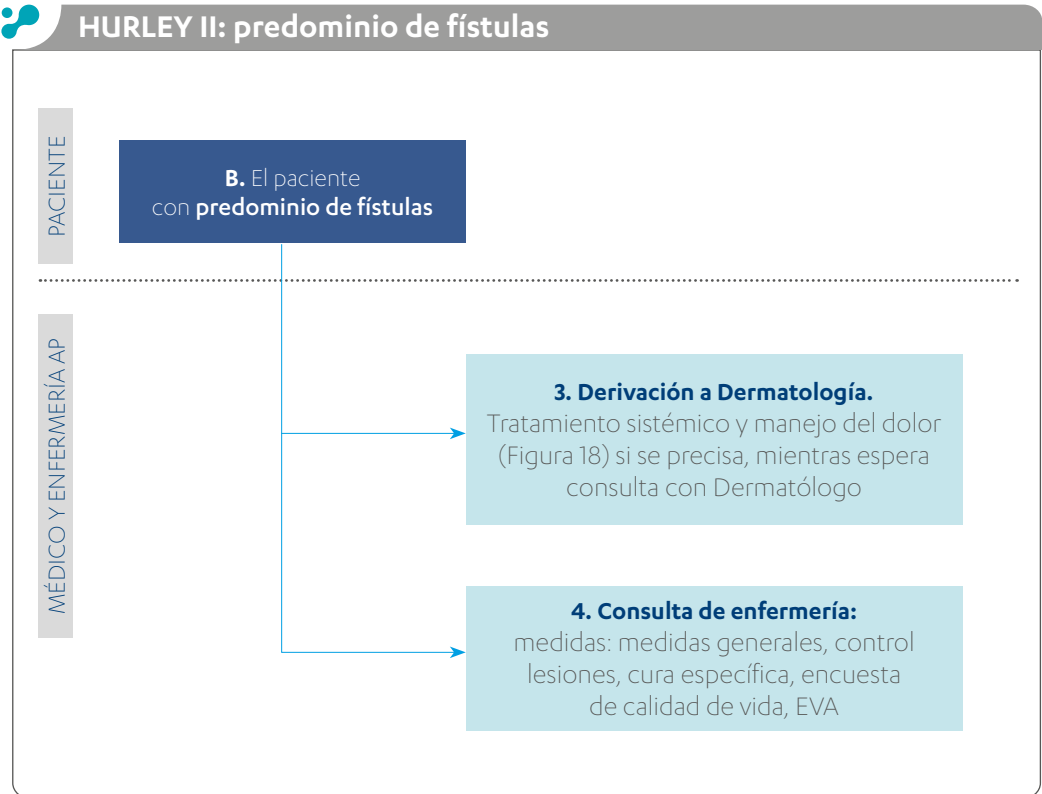 HURLEY II: predominio de fístulas
PACIENTE
B. El paciente
con predominio de fístulas
MÉDICO Y ENFERMERÍA AP
3. Derivación a Dermatología.
Tratamiento sistémico y manejo del dolor
(Figura 18) si se precisa, mientras espera
consulta con Dermatólogo
4. Consulta de enfermería:
medidas: medidas generales, control
lesiones, cura específica, encuesta
de calidad de vida, EVA